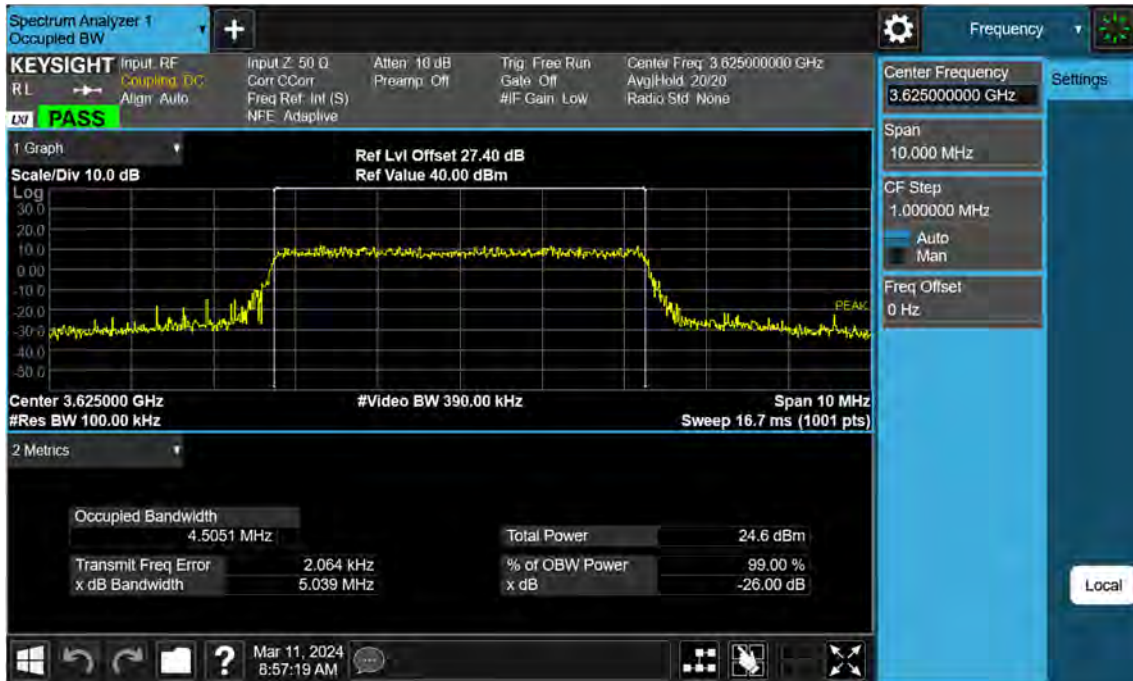 Spectrum Analyzer 1
Occupied BW
+
Frequency
KEYSIGHT
RL
LXI
PASS
Input: RF
Coupling: DC
Align: Auto
Input Z: 50 Ω
Corr CCorr
Freq Ref: Int (S)
NFE: Adaptive
Atten: 10 dB
Preamp: Off
Trig: Free Run
Gate: Off
#IF Gain: Low
Center Freq: 3.625000000 GHz
Avg|Hold: 20/20
Radio Std: None
Center Frequency
3.625000000 GHz
Settings
Span
10.000 MHz
CF Step
1.000000 MHz
Auto
Man
Freq Offset
0 Hz
Local
1 Graph
Scale/Div 10.0 dB
Ref Lvl Offset 27.40 dB
Ref Value 40.00 dBm
Log
30.0
20.0
10.0
0.00
-10.0
-20.0
-30.0
-40.0
-50.0
PEAK
Center 3.625000 GHz
#Video BW 390.00 kHz
Span 10 MHz
#Res BW 100.00 kHz
Sweep 16.7 ms (1001 pts)
2 Metrics
Occupied Bandwidth
4.5051 MHz
Total Power 24.6 dBm
Transmit Freq Error 2.064 kHz
% of OBW Power 99.00 %
x dB Bandwidth 5.039 MHz
x dB -26.00 dB
?
Mar 11, 2024
8:57:19 AM